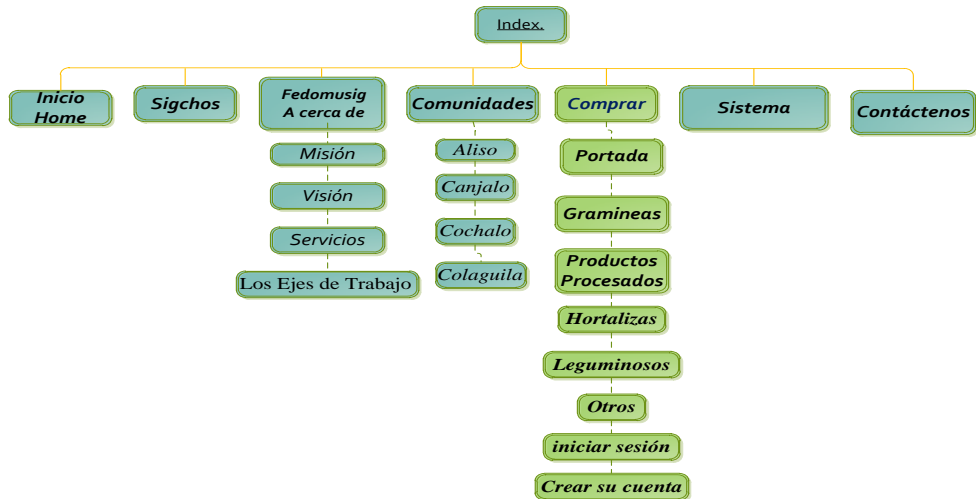 Index.
Inicio
Home
Sigchos
Fedomusig
A cerca de
Comunidades
Comprar
Sistema
Contáctenos
Misión
Visión
Servicios
Los Ejes de Trabajo
Aliso
Canjalo
Cochalo
Colaguila
Portada
Gramineas
Productos
Procesados
Hortalizas
Leguminosos
Otros
iniciar sesión
Crear su cuenta